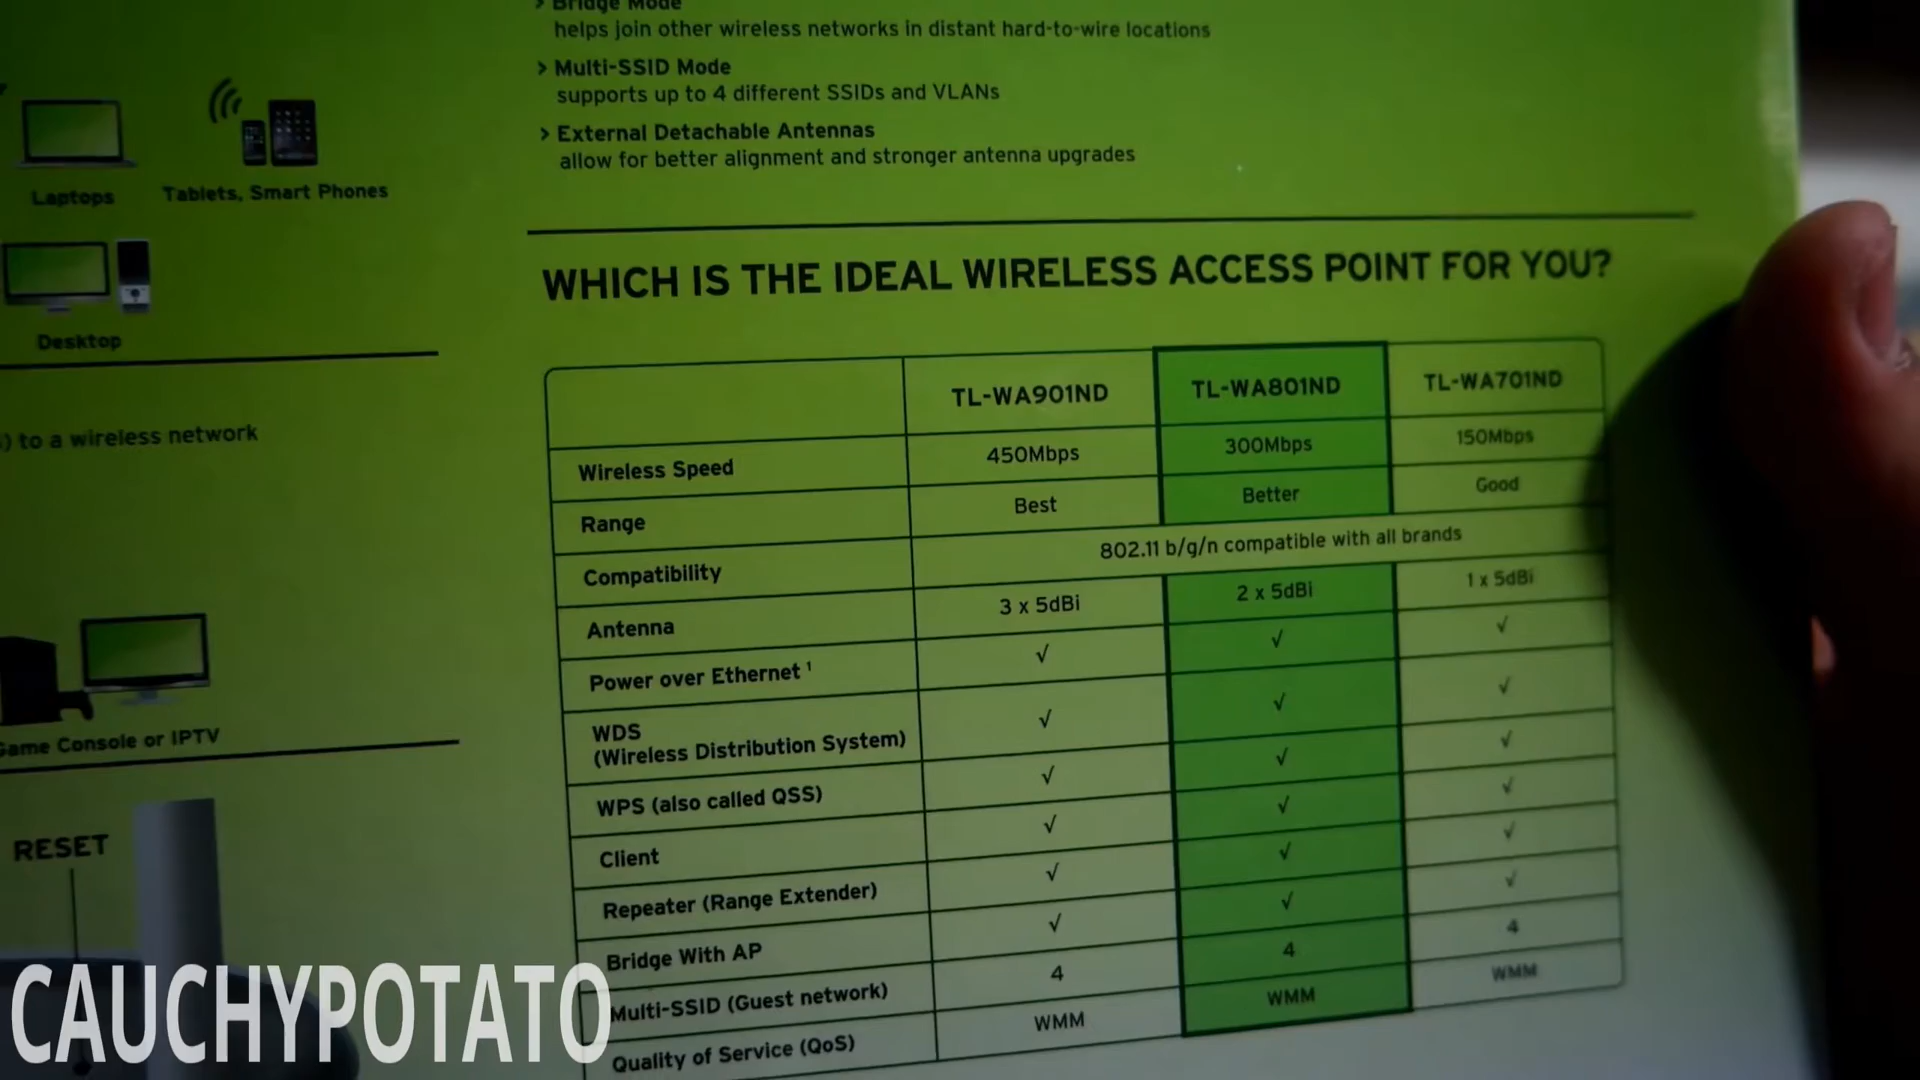 > Bridge Mode
helps join other wireless networks in distant hard-to-wire locations
> Multi-SSID Mode
supports up to 4 different SSIDs and VLANs
> External Detachable Antennas
allow for better alignment and stronger antenna upgrades
Laptops
Tablets, Smart Phones
Desktop
) to a wireless network
Game Console or IPTV
RESET
WHICH IS THE IDEAL WIRELESS ACCESS POINT FOR YOU?
TL-WA901ND TL-WA801ND TL-WA701ND
Wireless Speed 450Mbps 300Mbps 150Mbps
Range Best Better Good
Compatibility 802.11 b/g/n compatible with all brands
Antenna 3 x 5dBi 2 x 5dBi 1 x 5dBi
Power over Ethernet ¹ √ √ √
WDS
(Wireless Distribution System) √ √ √
WPS (also called QSS) √ √ √
Client √ √ √
Repeater (Range Extender) √ √ √
Bridge With AP √ √ √
Multi-SSID (Guest network) 4 4 4
Quality of Service (QoS) WMM WMM WMM
CAUCHYPOTATO